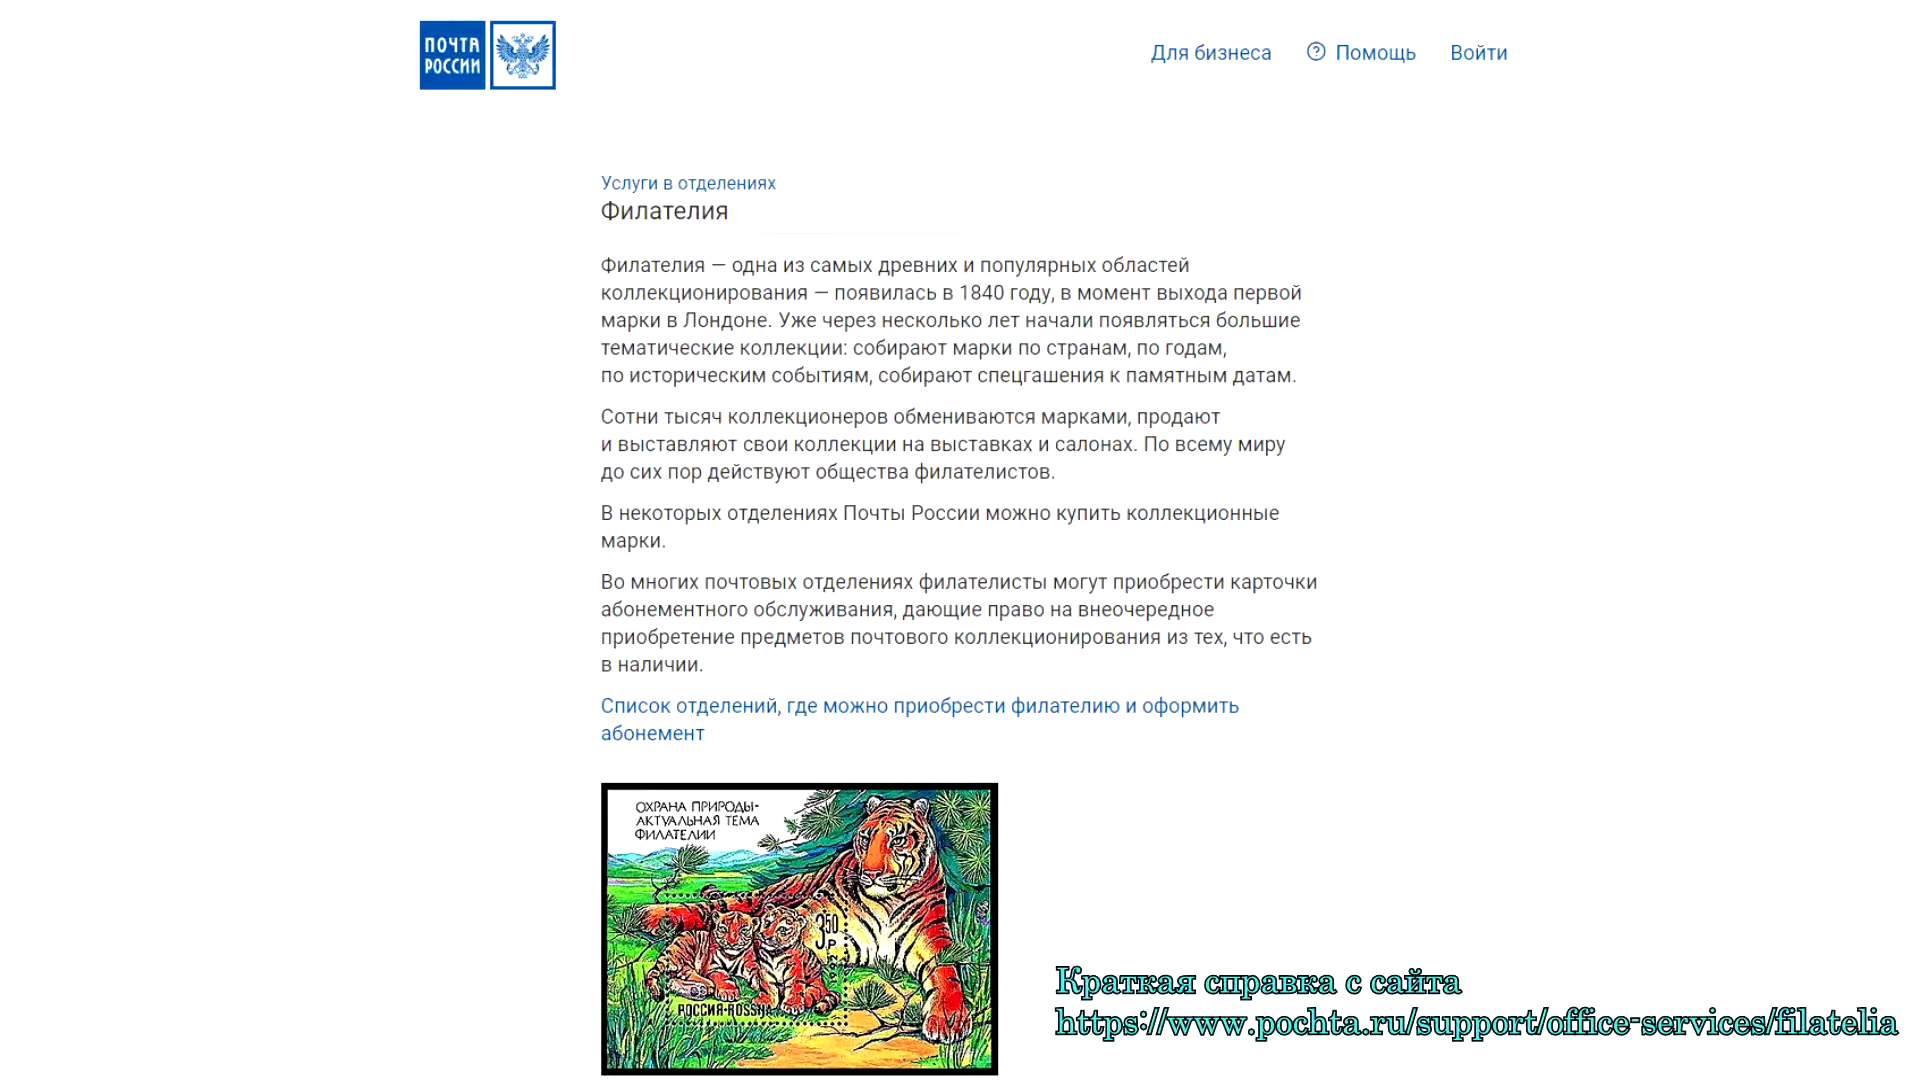 ПОЧТА
РОССИИ
Для бизнеса
Помощь
Войти
Услуги в отделениях
Филателия
Филателия — одна из самых древних и популярных областей
коллекционирования — появилась в 1840 году, в момент выхода первой
марки в Лондоне. Уже через несколько лет начали появляться большие
тематические коллекции: собирают марки по странам, по годам,
по историческим событиям, собирают спецгашения к памятным датам.
Сотни тысяч коллекционеров обмениваются марками, продают
и выставляют свои коллекции на выставках и салонах. По всему миру
до сих пор действуют общества филателистов.
В некоторых отделениях Почты России можно купить коллекционные
марки.
Во многих почтовых отделениях филателисты могут приобрести карточки
абонементного обслуживания, дающие право на внеочередное
приобретение предметов почтового коллекционирования из тех, что есть
в наличии.
Список отделений, где можно приобрести филателию и оформить
абонемент
ОХРАНА ПРИРОДЫ-
АКТУАЛЬНАЯ ТЕМА
ФИЛАТЕЛИИ
3 50
Р
1992
РОССИЯ·ROSSIJA
Краткая справка с сайта
https://www.pochta.ru/support/office-services/filatelia